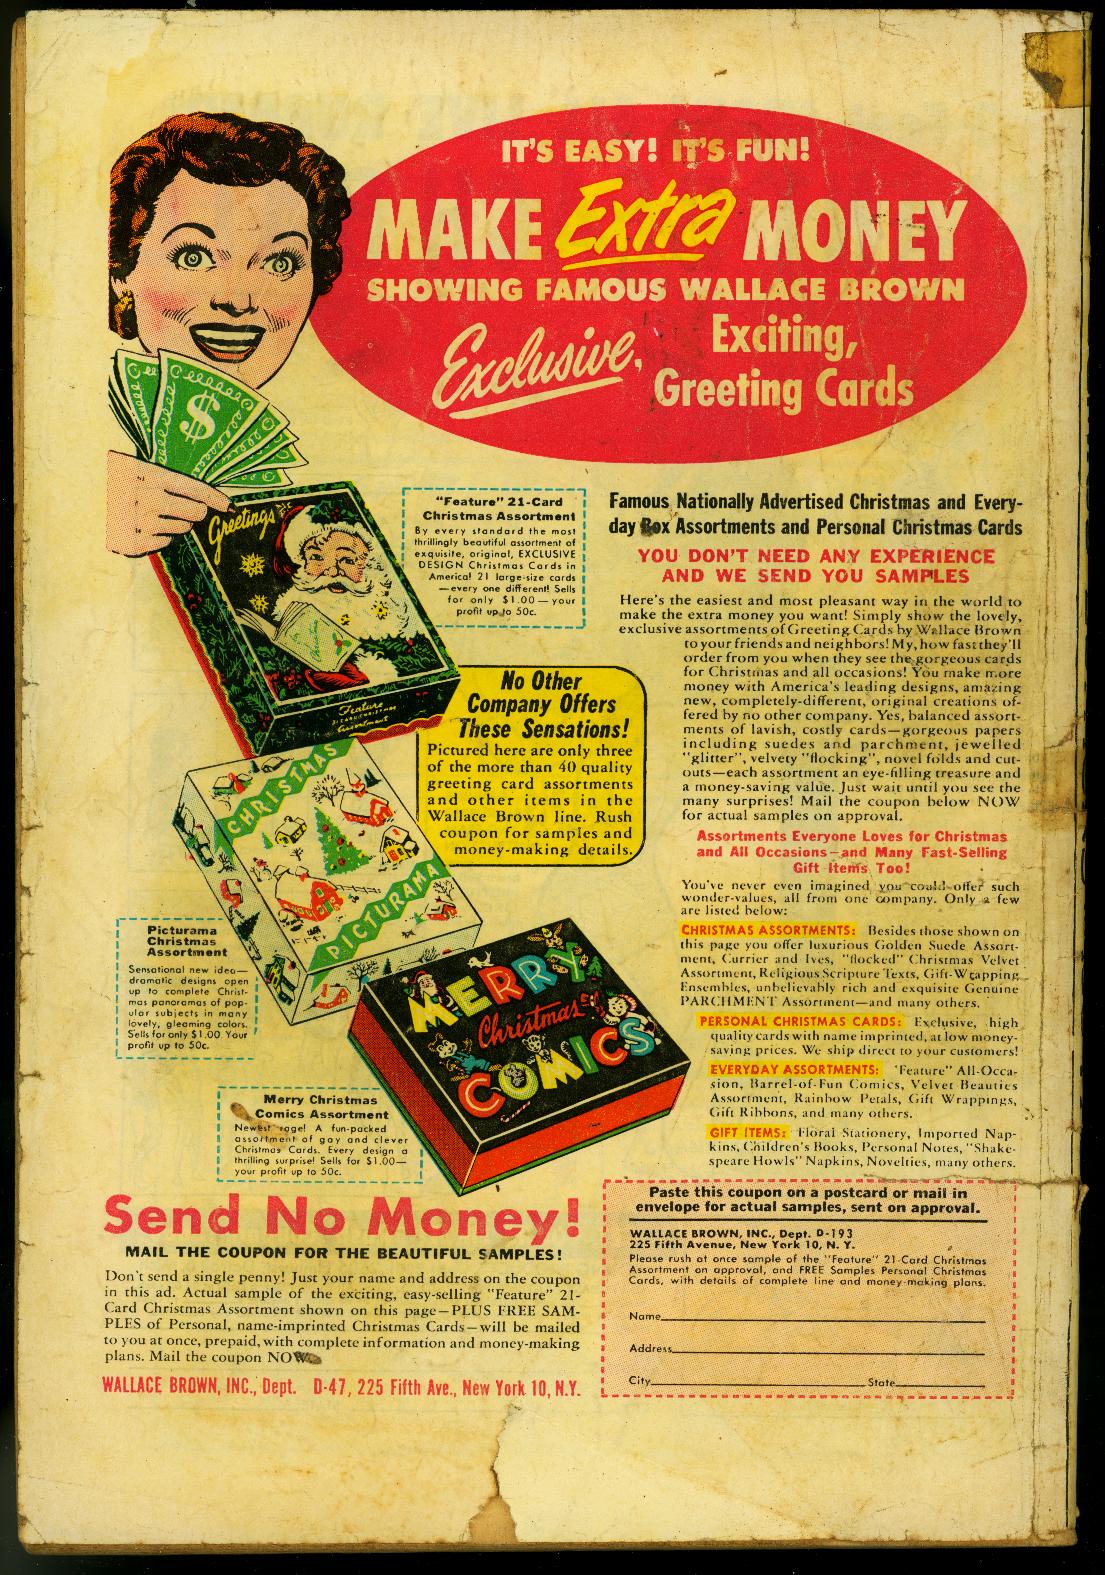 IT'S EASY! IT'S FUN!
MAKE Extra MONEY
SHOWING FAMOUS WALLACE BROWN
Exclusive, Exciting,
Greeting Cards
$
Greetings
Feature
21 CARD CHRISTMAS
Assortment
"Feature" 21-Card
Christmas Assortment
By every standard the most
thrillingly beautiful assortment of
exquisite, original, EXCLUSIVE
DESIGN Christmas Cards in
America! 21 large-size cards
—every one different! Sells
for only $1.00—your
profit up to 50c.
No Other
Company Offers
These Sensations!
Pictured here are only three
of the more than 40 quality
greeting card assortments
and other items in the
Wallace Brown line. Rush
coupon for samples and
money-making details.
CHRISTMAS
PICTURAMA
Picturama
Christmas
Assortment
Sensational new idea—
dramatic designs open
up to complete Christ-
mas panoramas of pop-
ular subjects in many
lovely, gleaming colors.
Sells for only $1.00. Your
profit up to 50c.
MERRY
Christmas
COMICS
Merry Christmas
Comics Assortment
Newest rage! A fun-packed
assortment of gay and clever
Christmas Cards. Every design a
thrilling surprise! Sells for $1.00—
your profit up to 50c.
Send No Money!
MAIL THE COUPON FOR THE BEAUTIFUL SAMPLES!
Don't send a single penny! Just your name and address on the coupon
in this ad. Actual sample of the exciting, easy-selling "Feature" 21-
Card Christmas Assortment shown on this page—PLUS FREE SAM-
PLES of Personal, name-imprinted Christmas Cards—will be mailed
to you at once, prepaid, with complete information and money-making
plans. Mail the coupon NOW.
WALLACE BROWN, INC., Dept. D-47, 225 Fifth Ave., New York 10, N.Y.
Famous Nationally Advertised Christmas and Every-
day Box Assortments and Personal Christmas Cards
YOU DON'T NEED ANY EXPERIENCE
AND WE SEND YOU SAMPLES
Here's the easiest and most pleasant way in the world to
make the extra money you want! Simply show the lovely,
exclusive assortments of Greeting Cards by Wallace Brown
to your friends and neighbors! My, how fast they'll
order from you when they see the gorgeous cards
for Christmas and all occasions! You make more
money with America's leading designs, amazing
new, completely-different, original creations of-
fered by no other company. Yes, balanced assort-
ments of lavish, costly cards—gorgeous papers
including suedes and parchment, jewelled
"glitter", velvety "flocking", novel folds and cut-
outs—each assortment an eye-filling treasure and
a money-saving value. Just wait until you see the
many surprises! Mail the coupon below NOW
for actual samples on approval.
Assortments Everyone Loves for Christmas
and All Occasions—and Many Fast-Selling
Gift Items Too!
You've never even imagined you could offer such
wonder-values, all from one company. Only a few
are listed below:
CHRISTMAS ASSORTMENTS: Besides those shown on
this page you offer luxurious Golden Suede Assort-
ment, Currier and Ives, "flocked" Christmas Velvet
Assortment, Religious Scripture Texts, Gift-Wrapping
Ensembles, unbelievably rich and exquisite Genuine
PARCHMENT Assortment—and many others.
PERSONAL CHRISTMAS CARDS: Exclusive, high
quality cards with name imprinted, at low money-
saving prices. We ship direct to your customers!
EVERYDAY ASSORTMENTS: "Feature" All-Occa-
sion, Barrel-of-Fun Comics, Velvet Beauties
Assortment, Rainbow Petals, Gift Wrappings,
Gift Ribbons, and many others.
GIFT ITEMS: Floral Stationery, Imported Nap-
kins, Children's Books, Personal Notes, "Shake-
speare Howls" Napkins, Novelties, many others.
Paste this coupon on a postcard or mail in
envelope for actual samples, sent on approval.
WALLACE BROWN, INC., Dept. D-193
225 Fifth Avenue, New York 10, N. Y.
Please rush at once sample of the "Feature" 21-Card Christmas
Assortment on approval, and FREE Samples Personal Christmas
Cards, with details of complete line and money-making plans.
Name
Address
City State